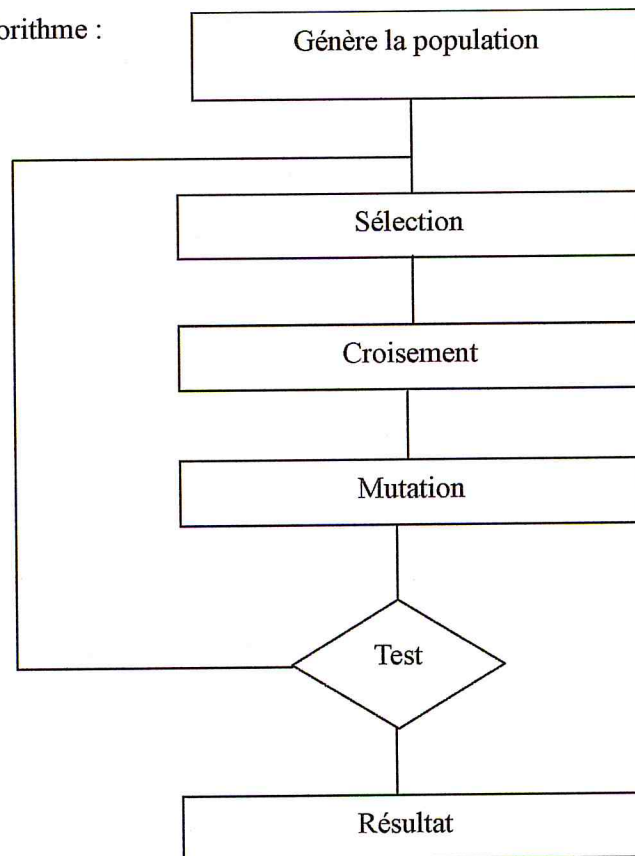 orithme :
Génère la population
Sélection
Croisement
Mutation
Test
Résultat